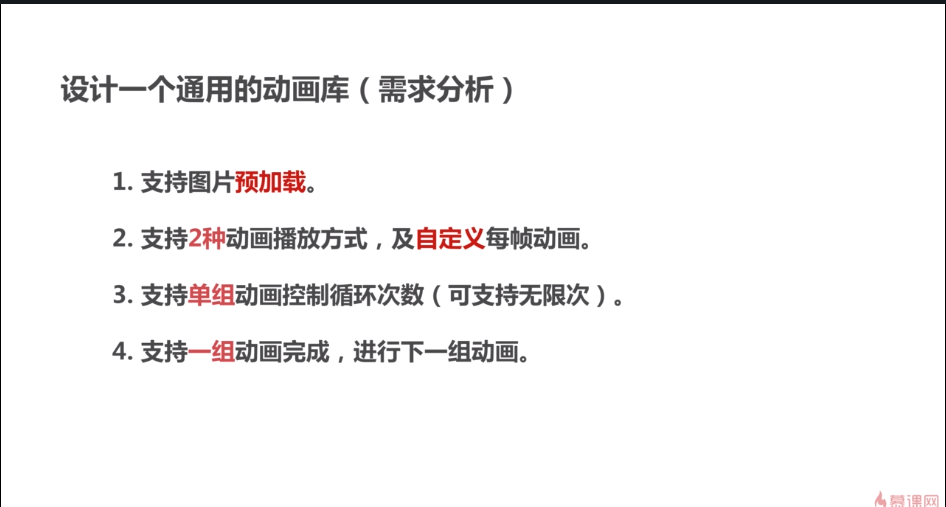 设计一个通用的动画库（需求分析）
1. 支持图片预加载。
2. 支持2种动画播放方式，及自定义每帧动画。
3. 支持单组动画控制循环次数（可支持无限次）。
4. 支持一组动画完成，进行下一组动画。
慕课网